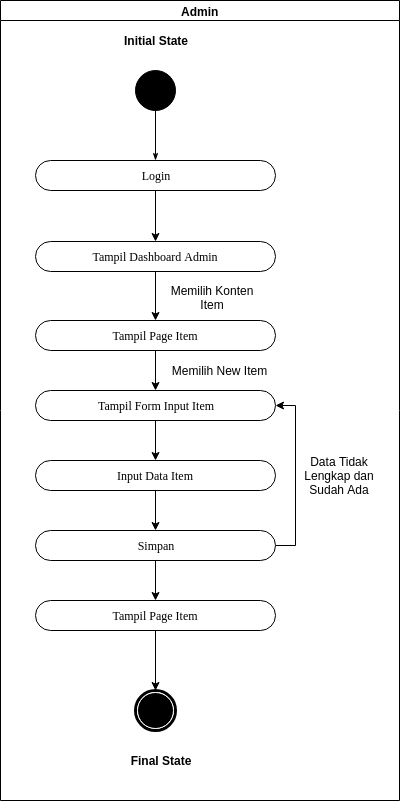 Admin
Initial State
Login
Tampil Dashboard Admin
Memilih Konten
Item
Tampil Page Item
Memilih New Item
Tampil Form Input Item
Data Tidak
Lengkap dan
Sudah Ada
Input Data Item
Simpan
Tampil Page Item
Final State